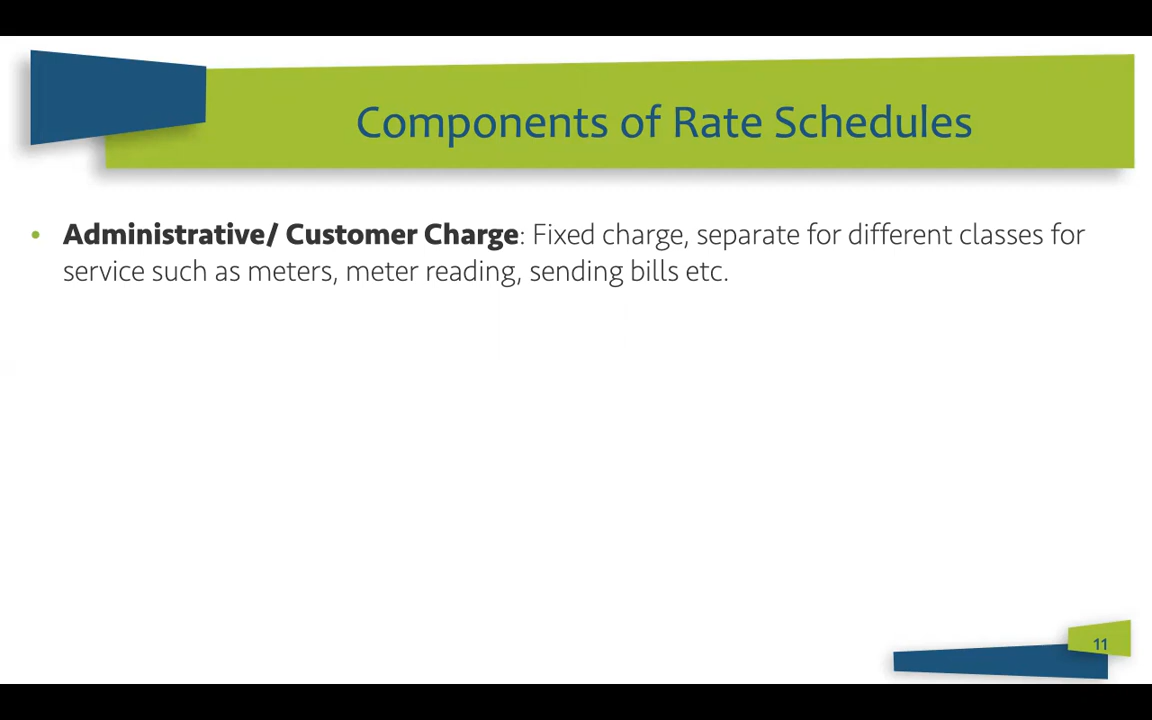 Components of Rate Schedules
• Administrative/ Customer Charge: Fixed charge, separate for different classes for
service such as meters, meter reading, sending bills etc.
11